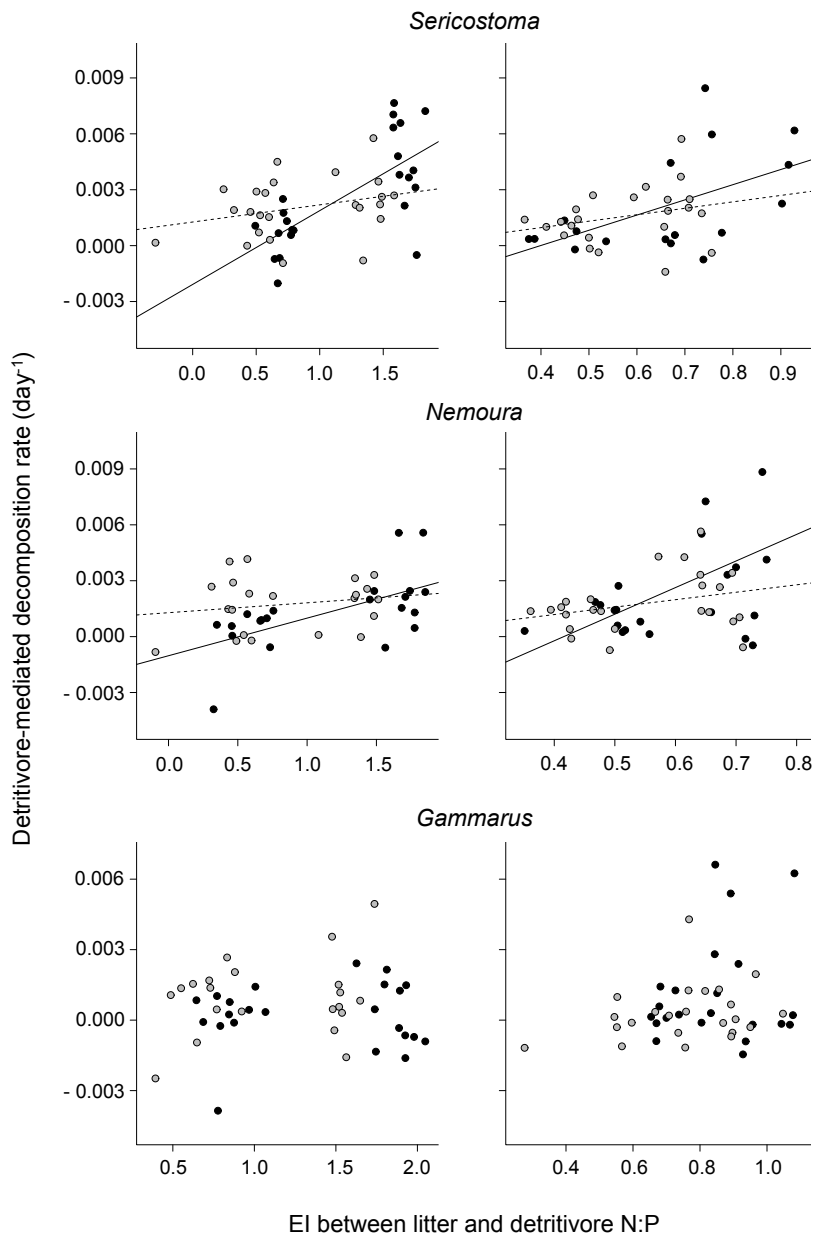 Sericostoma
0.009
0.006
0.003
0.000
- 0.003
0.0 0.5 1.0 1.5
0.4 0.5 0.6 0.7 0.8 0.9
Nemoura
0.009
0.006
0.003
0.000
- 0.003
0.0 0.5 1.0 1.5
0.4 0.5 0.6 0.7 0.8
Gammarus
0.006
0.003
0.000
- 0.003
0.5 1.0 1.5 2.0
0.4 0.6 0.8 1.0
Detritivore-mediated decomposition rate (day⁻¹)
EI between litter and detritivore N:P